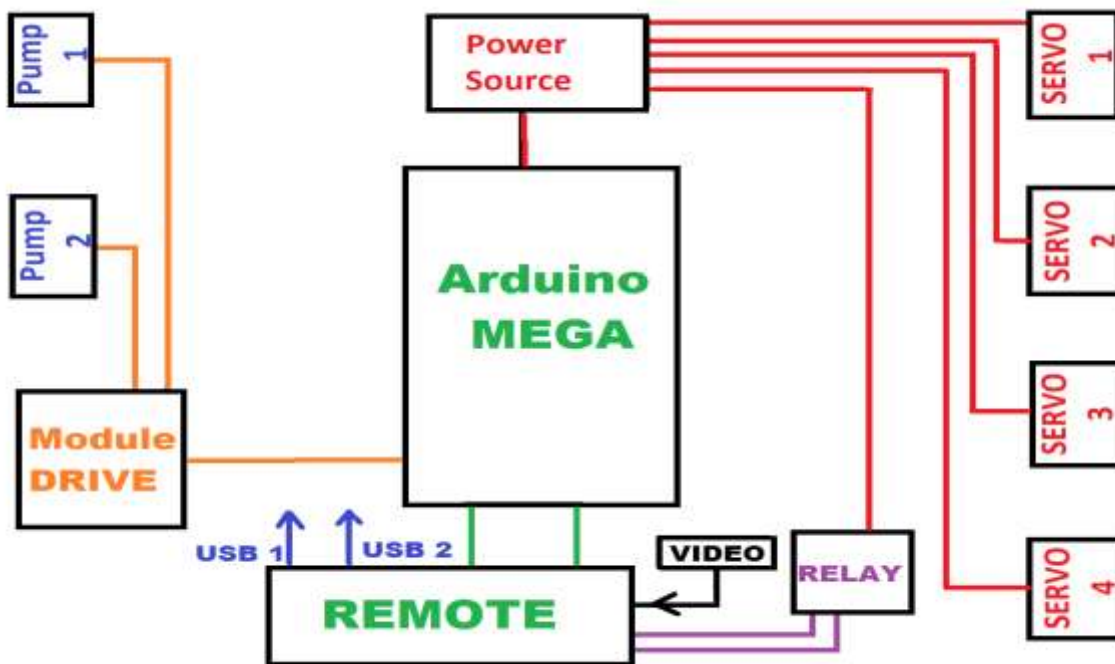 Pump
1
Power
Source
SERVO
1
Pump
2
SERVO
2
Arduino
MEGA
SERVO
3
Module
DRIVE
USB 1
USB 2
VIDEO
RELAY
SERVO
4
REMOTE